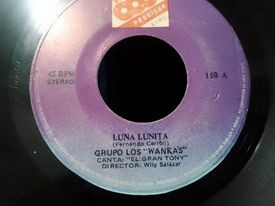 45 RPM
STEREO
150 A
LUNA LUNITA
(Fernando Cerrón)
GRUPO LOS "WANKAS"
CANTA: "EL GRAN TONY"
DIRECTOR: Wily Salazar